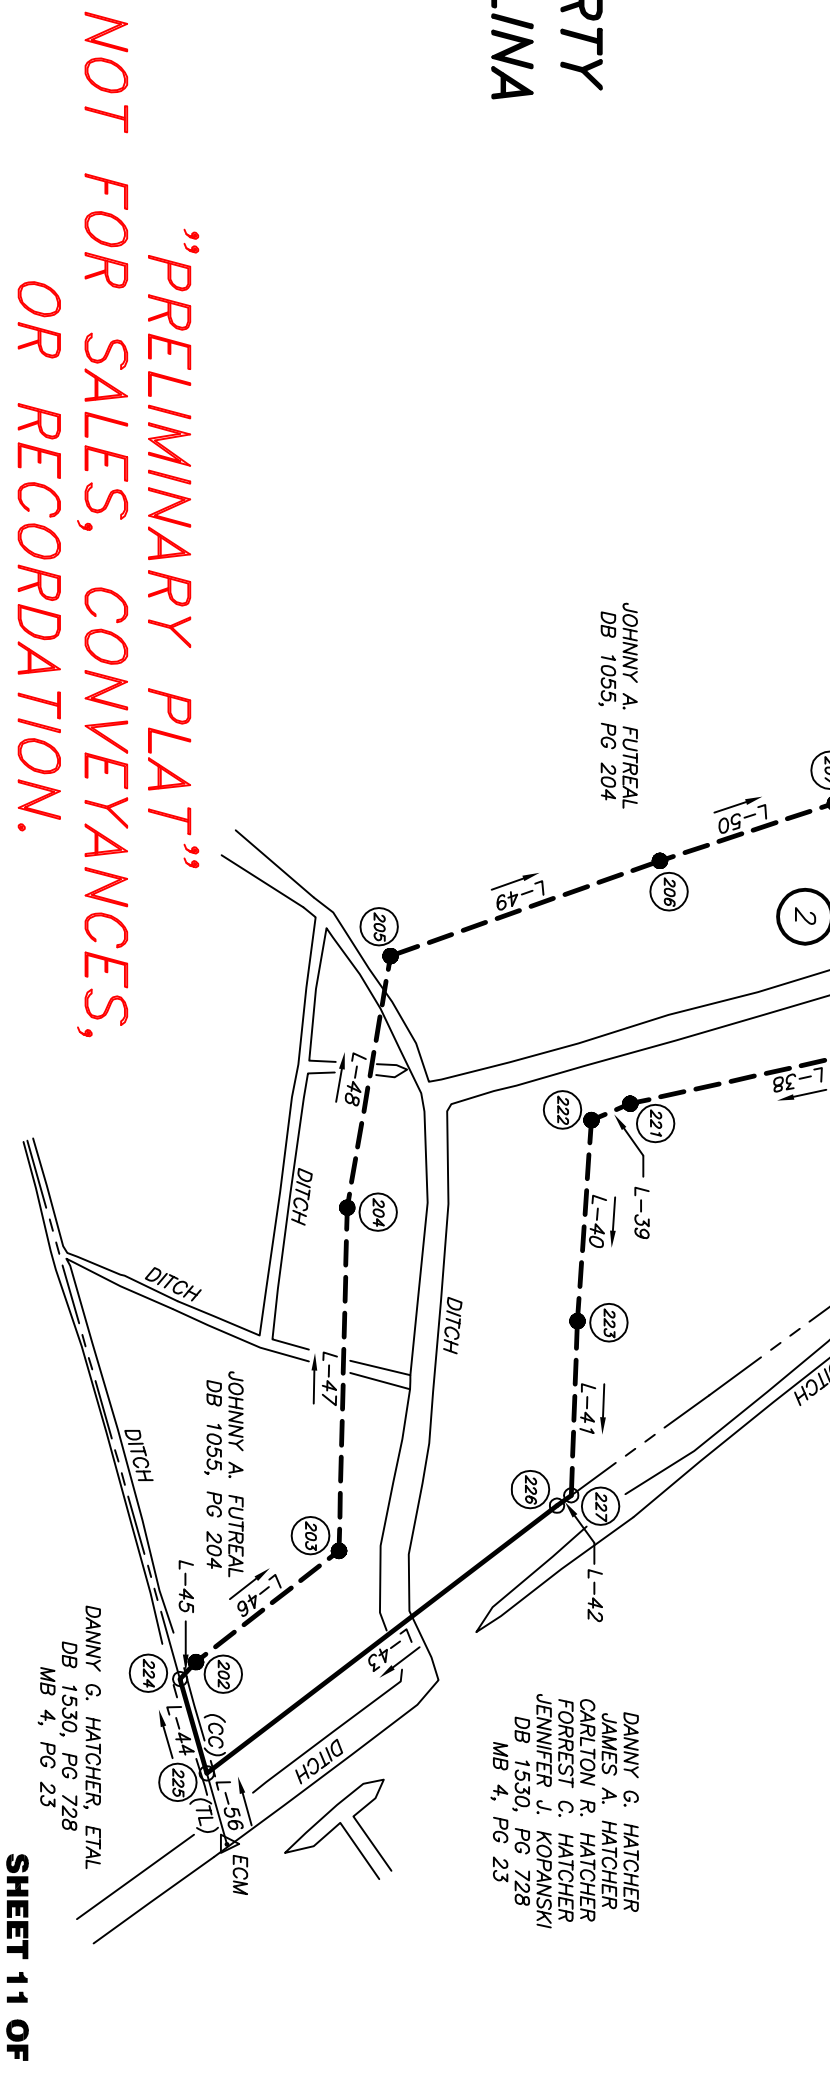 RTY
LINA
"PRELIMINARY PLAT"
NOT FOR SALES, CONVEYANCES,
OR RECORDATION.
JOHNNY A. FUTREAL
DB 1055, PG 204
L-50
206
2
L-49
205
L-38
222
221
L-48
L-39
L-40
204
DITCH
DITCH
DITCH
223
L-47
L-41
DITCH
JOHNNY A. FUTREAL
DB 1055, PG 204
226
227
203
L-42
L-46
L-45
L-43
202
224
(CC)
L-44
225
(TL)
L-56
DITCH
ECM
DANNY G. HATCHER, ETAL
DB 1530, PG 728
MB 4, PG 23
DANNY G. HATCHER
JAMES A. HATCHER
CARLTON R. HATCHER
FORREST C. HATCHER
JENNIFER J. KOPANSKI
DB 1530, PG 728
MB 4, PG 23
SHEET 11 OF